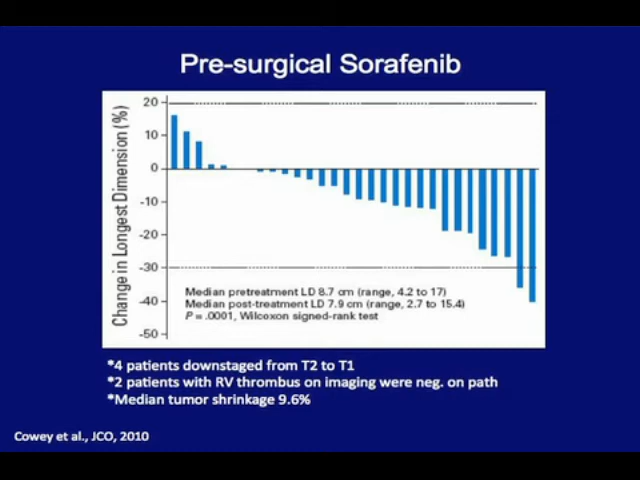 Pre-surgical Sorafenib
Change in Longest Dimension (%)
20
10
0
-10
-20
-30
-40
-50
Median pretreatment LD 8.7 cm (range, 4.2 to 17)
Median post-treatment LD 7.9 cm (range, 2.7 to 15.4)
P = .0001, Wilcoxon signed-rank test
*4 patients downstaged from T2 to T1
*2 patients with RV thrombus on imaging were neg. on path
*Median tumor shrinkage 9.6%
Cowey et al., JCO, 2010